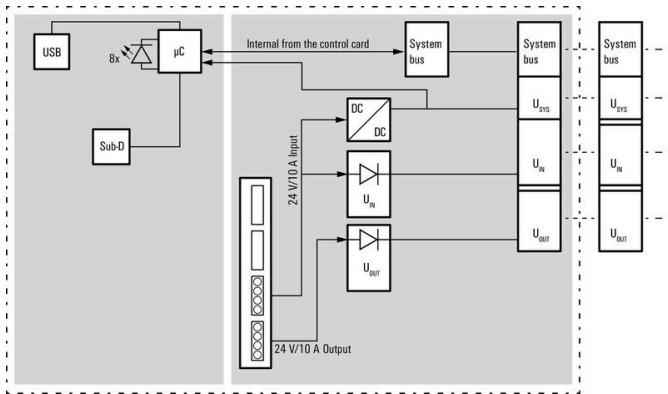 USB
8x
µC
Internal from the control card
System
bus
System
bus
System
bus
DC
DC
U_SYS
U_SYS
Sub-D
24 V/10 A Input
U_IN
U_IN
U_IN
U_OUT
U_OUT
U_OUT
24 V/10 A Output